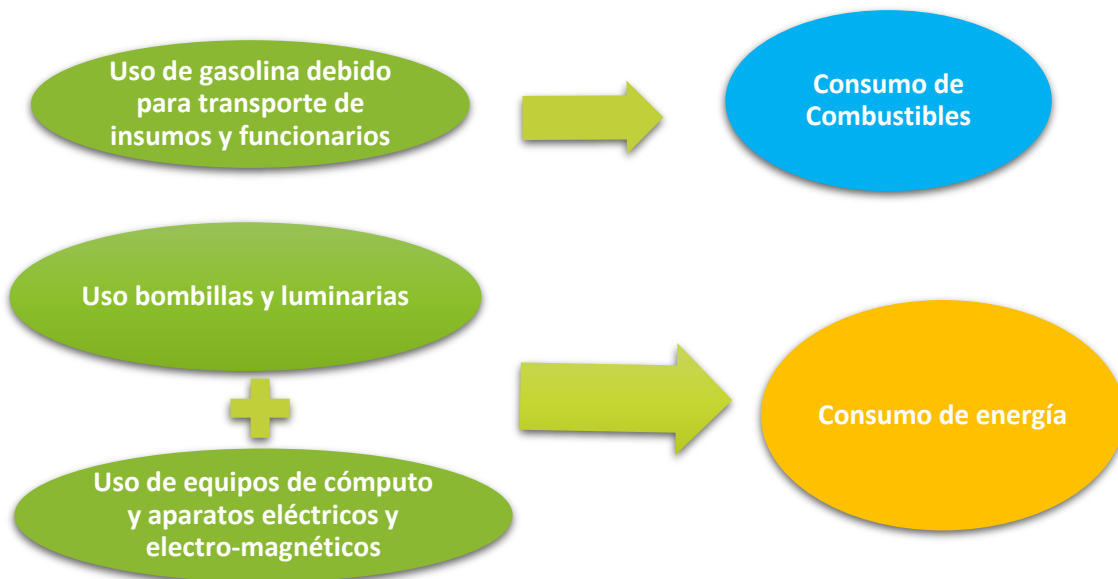 Uso de gasolina debido
para transporte de
insumos y funcionarios
Consumo de
Combustibles
Uso bombillas y luminarias
Consumo de energía
Uso de equipos de cómputo
y aparatos eléctricos y
electro-magnéticos